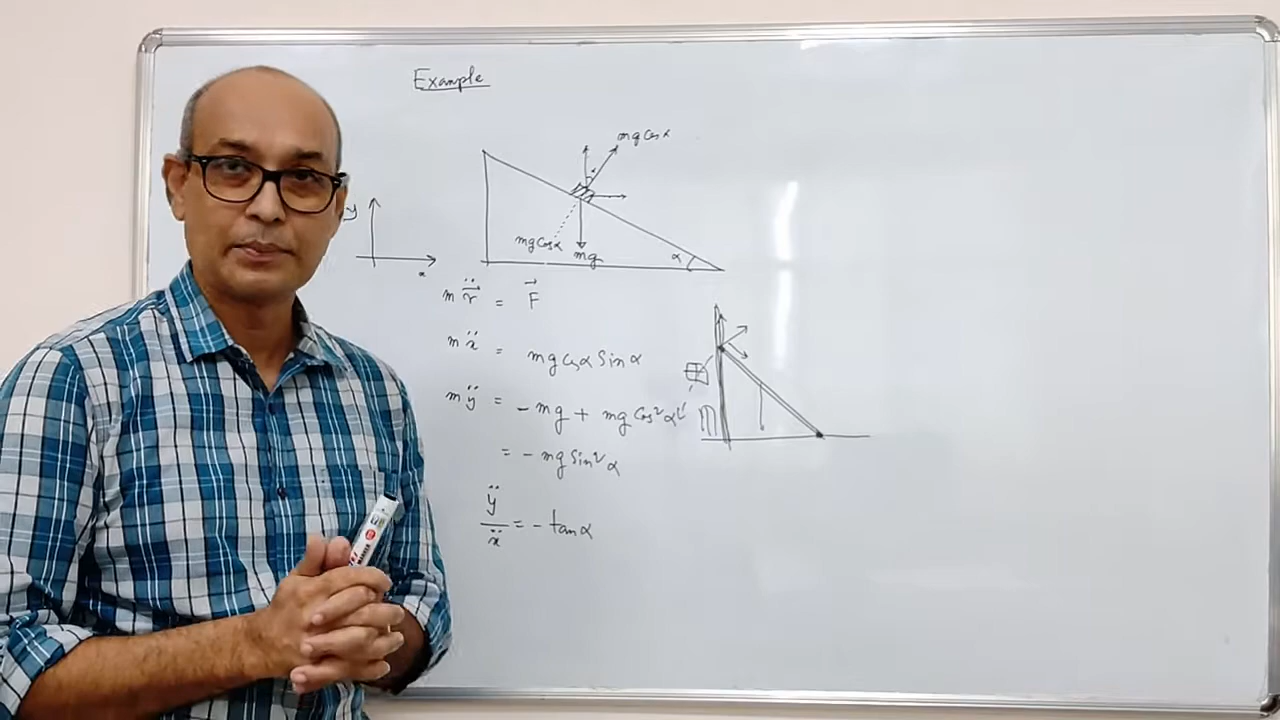 Example
mg Cos α
α
y
x
mg Cos α
mg
α
m r̈⃗ = F⃗
m ẍ = mg Cos α Sin α
m ÿ = - mg + mg Cos² α
= - mg Sin² α
ÿ/ẍ = - tan α